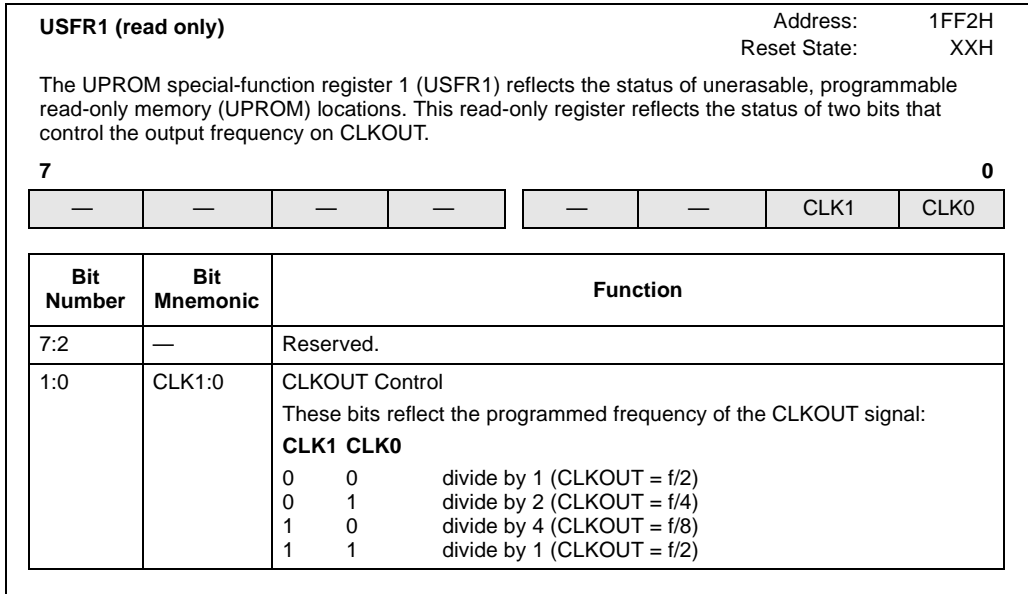 USFR1 (read only) Address: 1FF2H
Reset State: XXH
The UPROM special-function register 1 (USFR1) reflects the status of unerasable, programmable
read-only memory (UPROM) locations. This read-only register reflects the status of two bits that
control the output frequency on CLKOUT.
7 0
— — — — — — CLK1 CLK0
Bit Number Bit Mnemonic Function
7:2 — Reserved.
1:0 CLK1:0 CLKOUT Control
These bits reflect the programmed frequency of the CLKOUT signal:
CLK1 CLK0
0 0 divide by 1 (CLKOUT = f/2)
0 1 divide by 2 (CLKOUT = f/4)
1 0 divide by 4 (CLKOUT = f/8)
1 1 divide by 1 (CLKOUT = f/2)